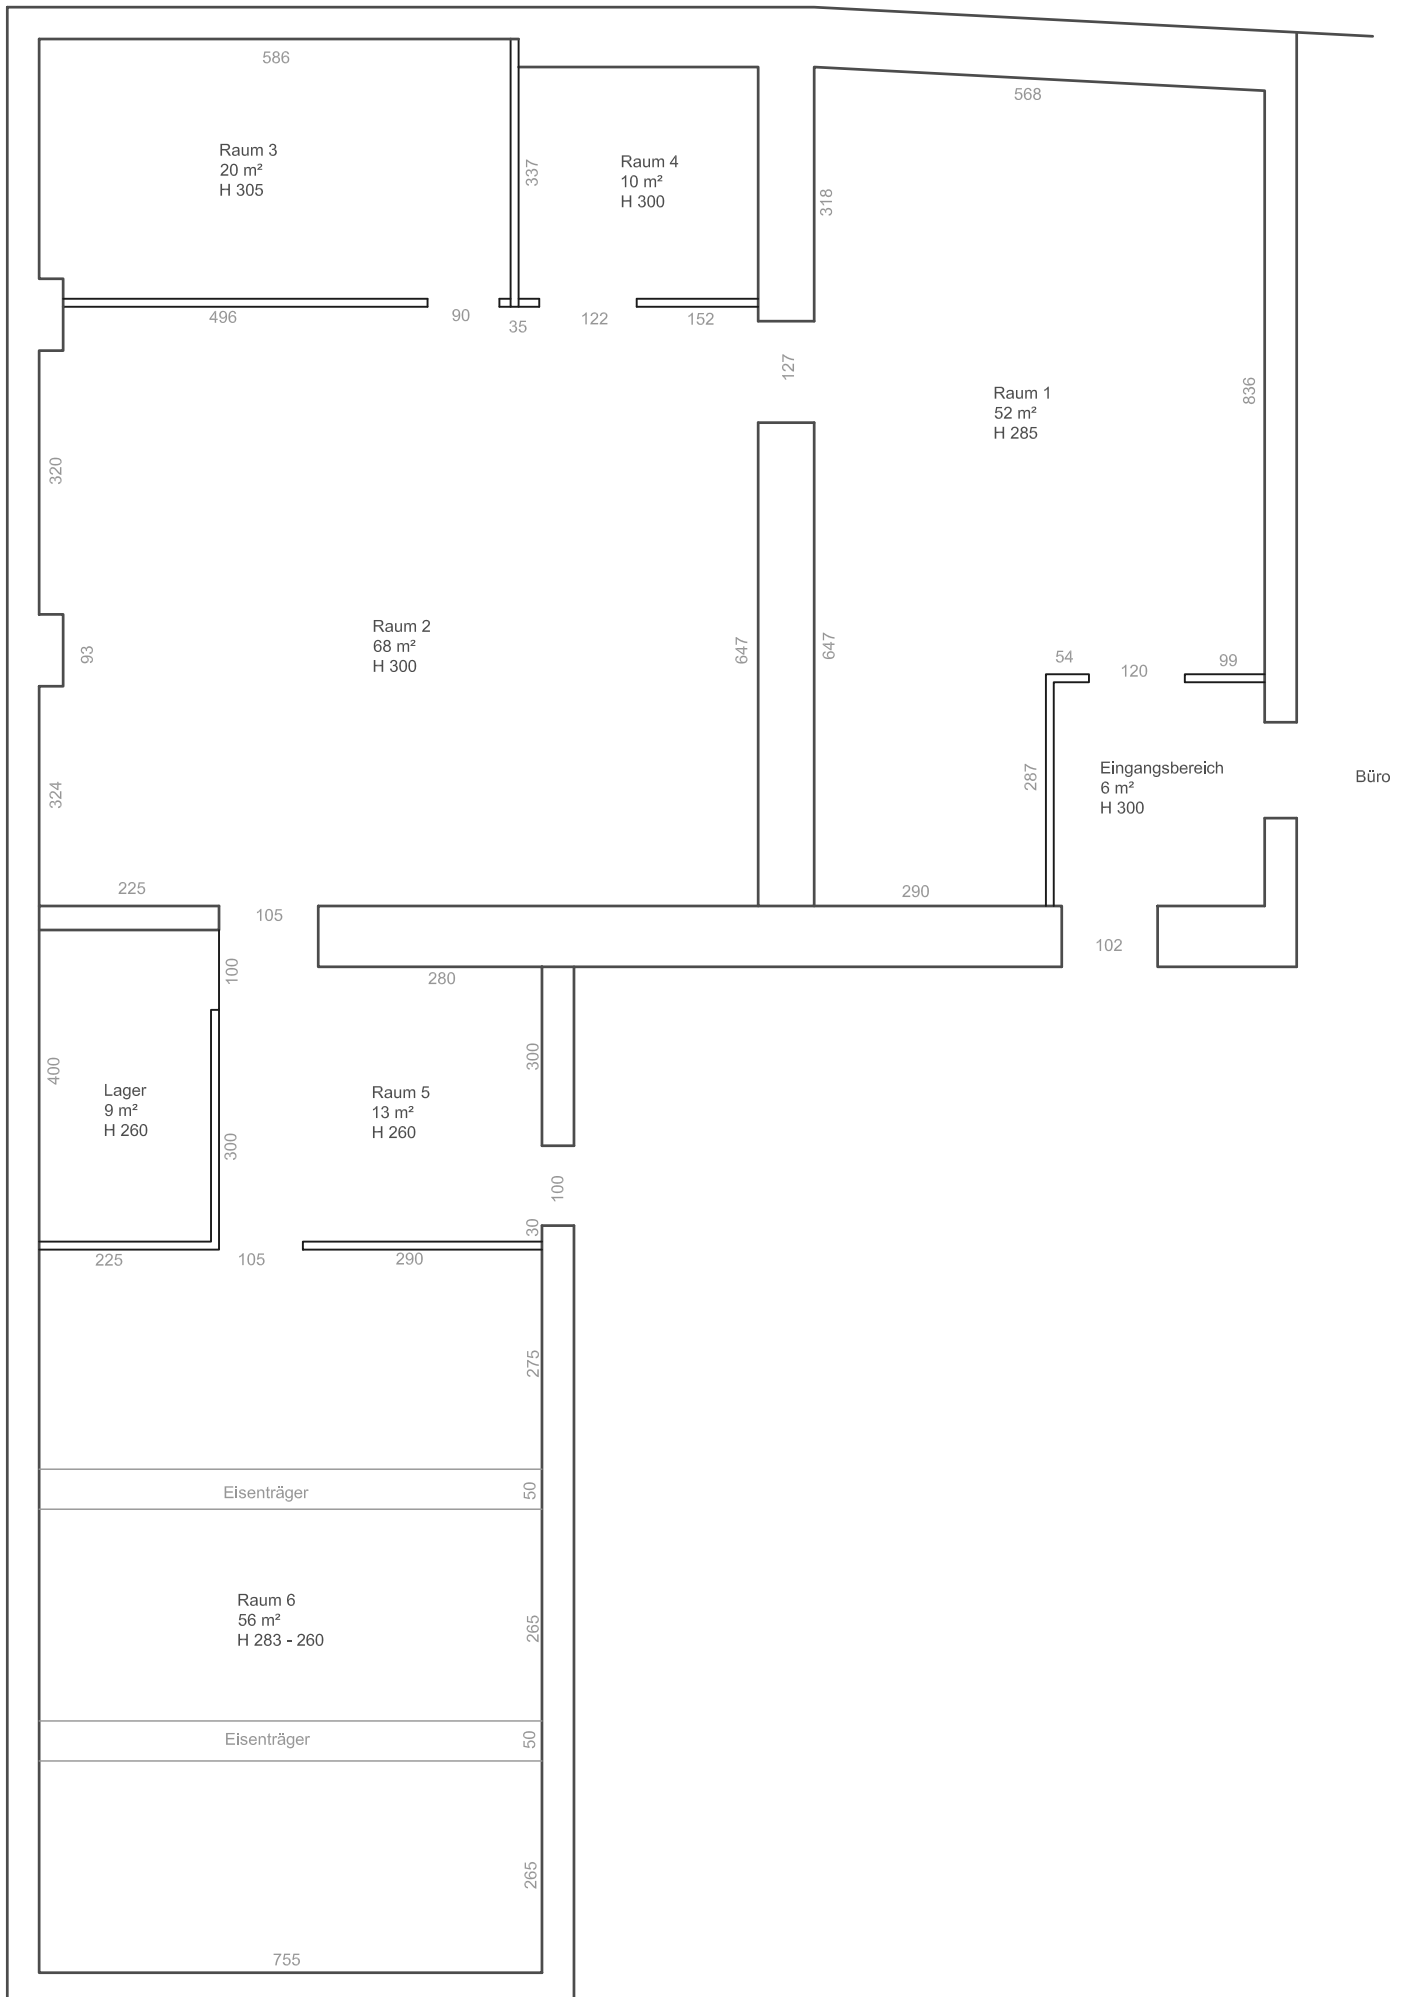 586
568
Raum 3
20 m²
H 305
337
Raum 4
10 m²
H 300
318
496
90
35
122
152
127
Raum 1
52 m²
H 285
836
320
Raum 2
68 m²
H 300
93
647
647
54
120
99
324
287
Eingangsbereich
6 m²
H 300
Büro
225
105
290
102
100
280
400
Lager
9 m²
H 260
300
Raum 5
13 m²
H 260
300
100
30
225
105
290
275
Eisenträger
50
Raum 6
56 m²
H 283 - 260
265
Eisenträger
50
265
755